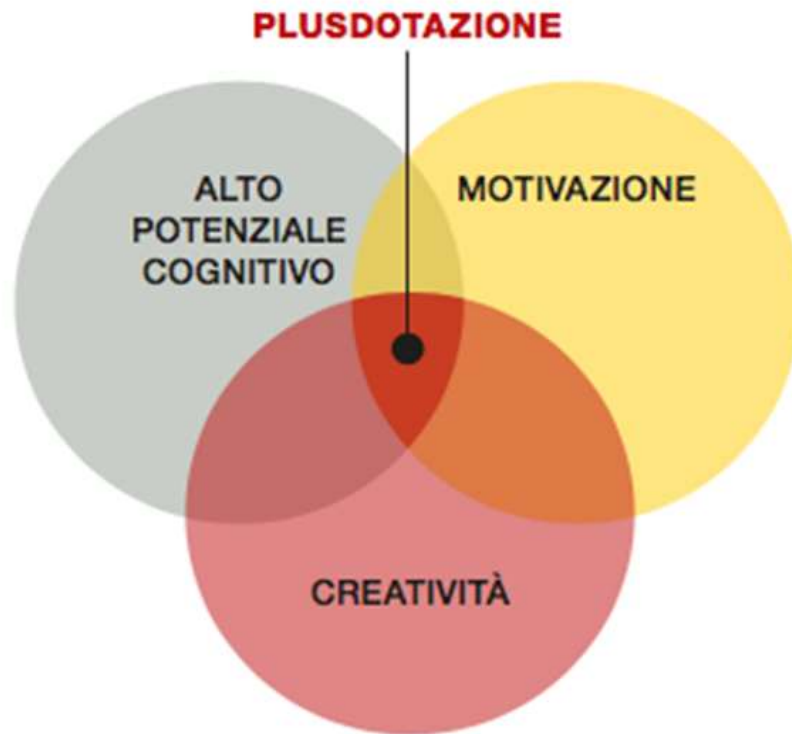 PLUSDOTAZIONE
ALTO
POTENZIALE
COGNITIVO
MOTIVAZIONE
CREATIVITÀ